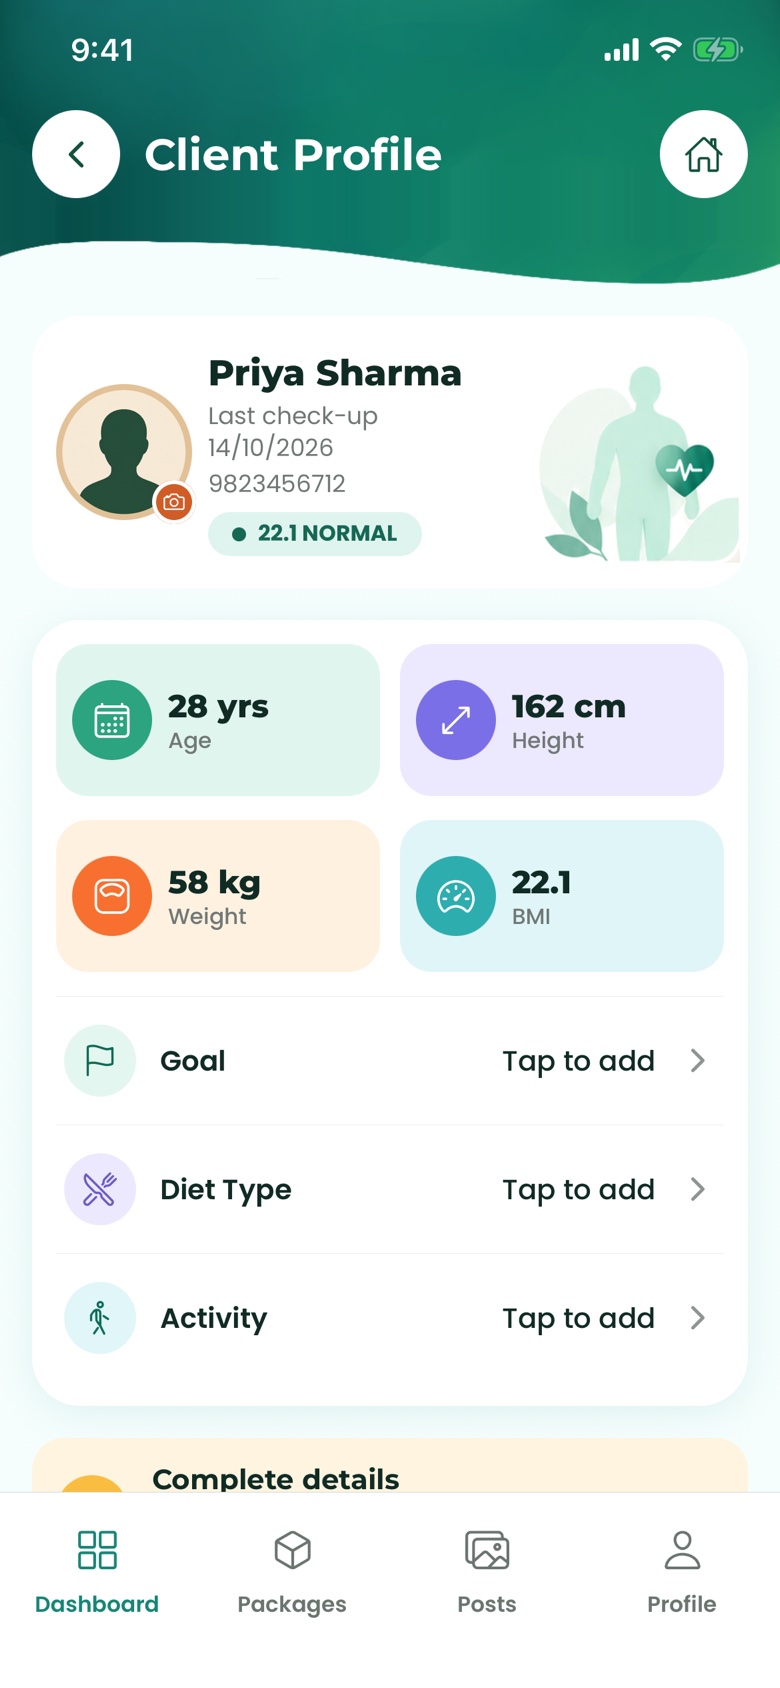 9:41
Client Profile
Priya Sharma
Last check-up
14/10/2026
9823456712
22.1 NORMAL
28 yrs
Age
162 cm
Height
58 kg
Weight
22.1
BMI
Goal
Tap to add
Diet Type
Tap to add
Activity
Tap to add
Complete details
Dashboard
Packages
Posts
Profile